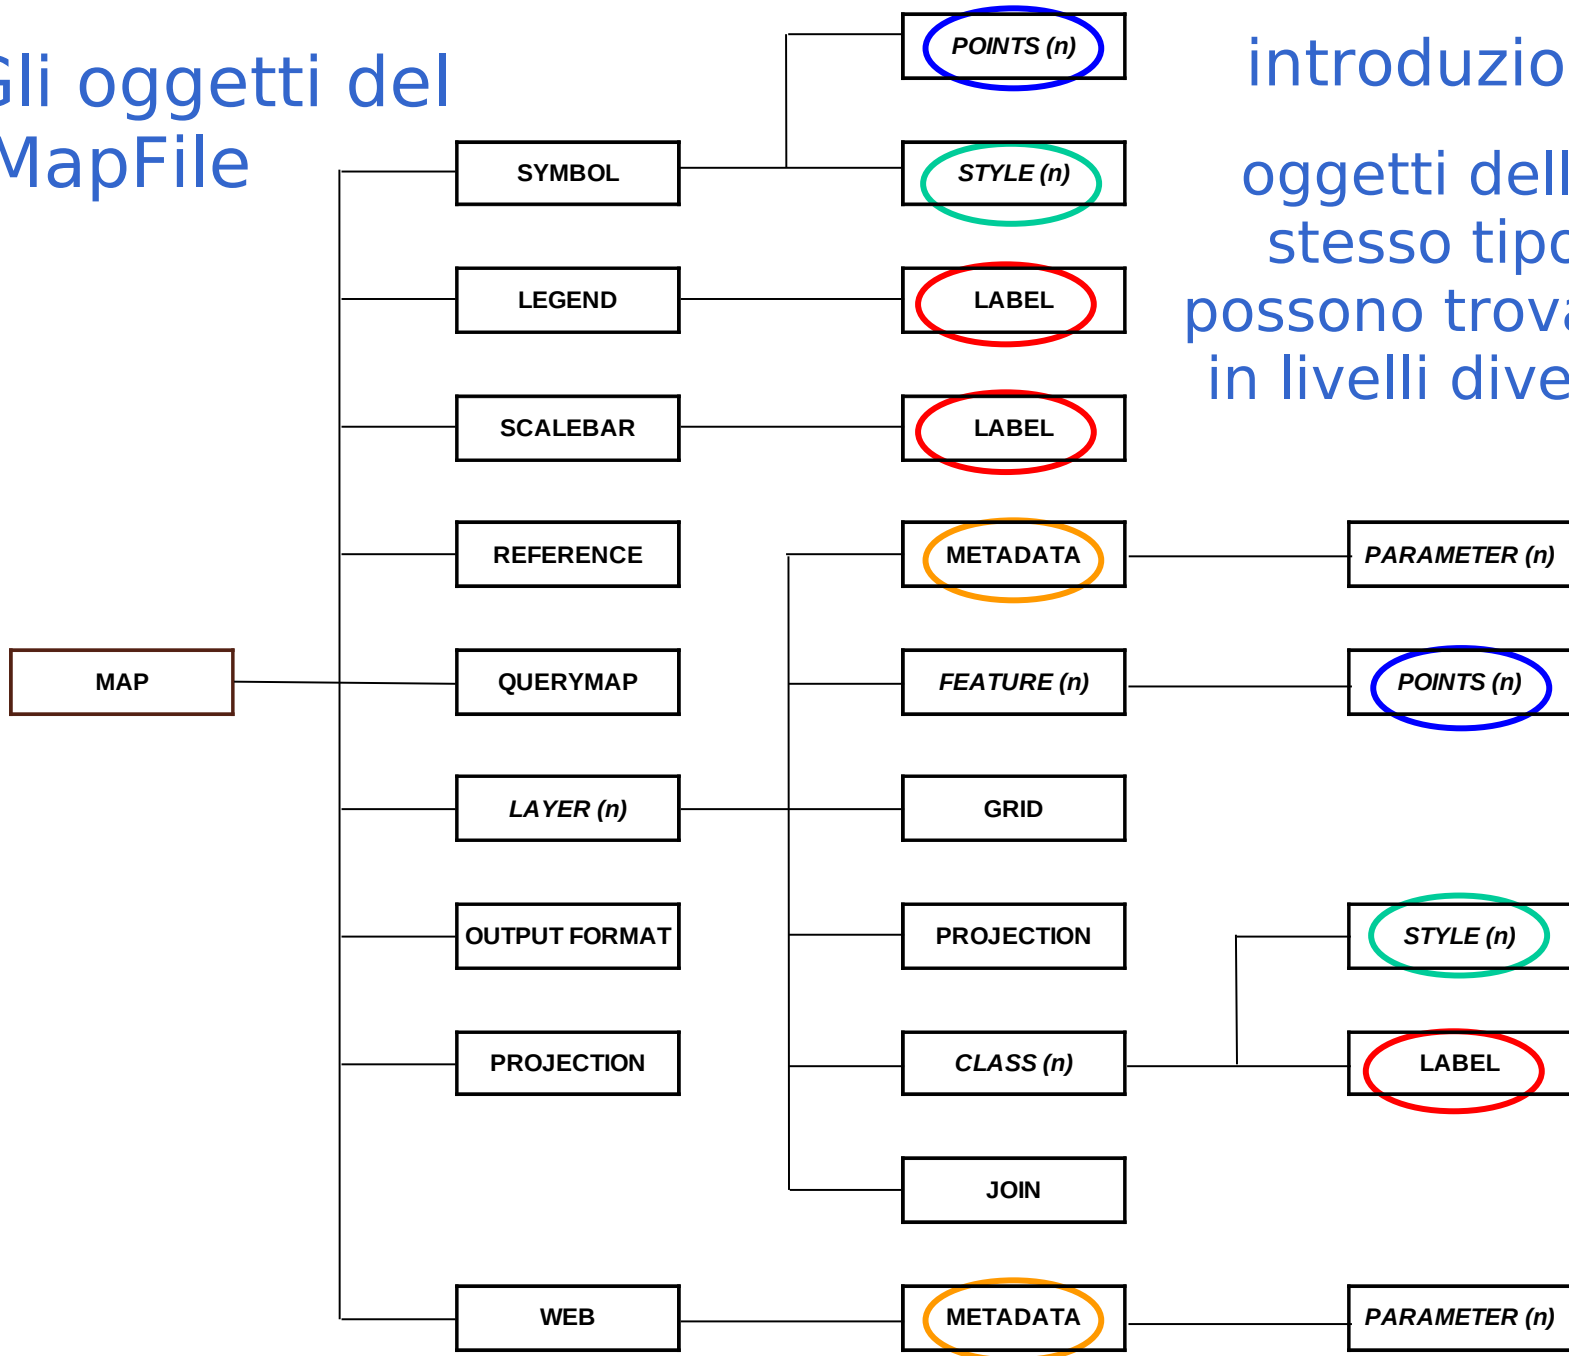 Gli oggetti del
MapFile
introduzio
oggetti dell
stesso tipo
possono trova
in livelli dive
POINTS (n)
SYMBOL
STYLE (n)
LEGEND
LABEL
SCALEBAR
LABEL
REFERENCE
METADATA
PARAMETER (n)
MAP
QUERYMAP
FEATURE (n)
POINTS (n)
LAYER (n)
GRID
OUTPUT FORMAT
PROJECTION
STYLE (n)
PROJECTION
CLASS (n)
LABEL
JOIN
WEB
METADATA
PARAMETER (n)